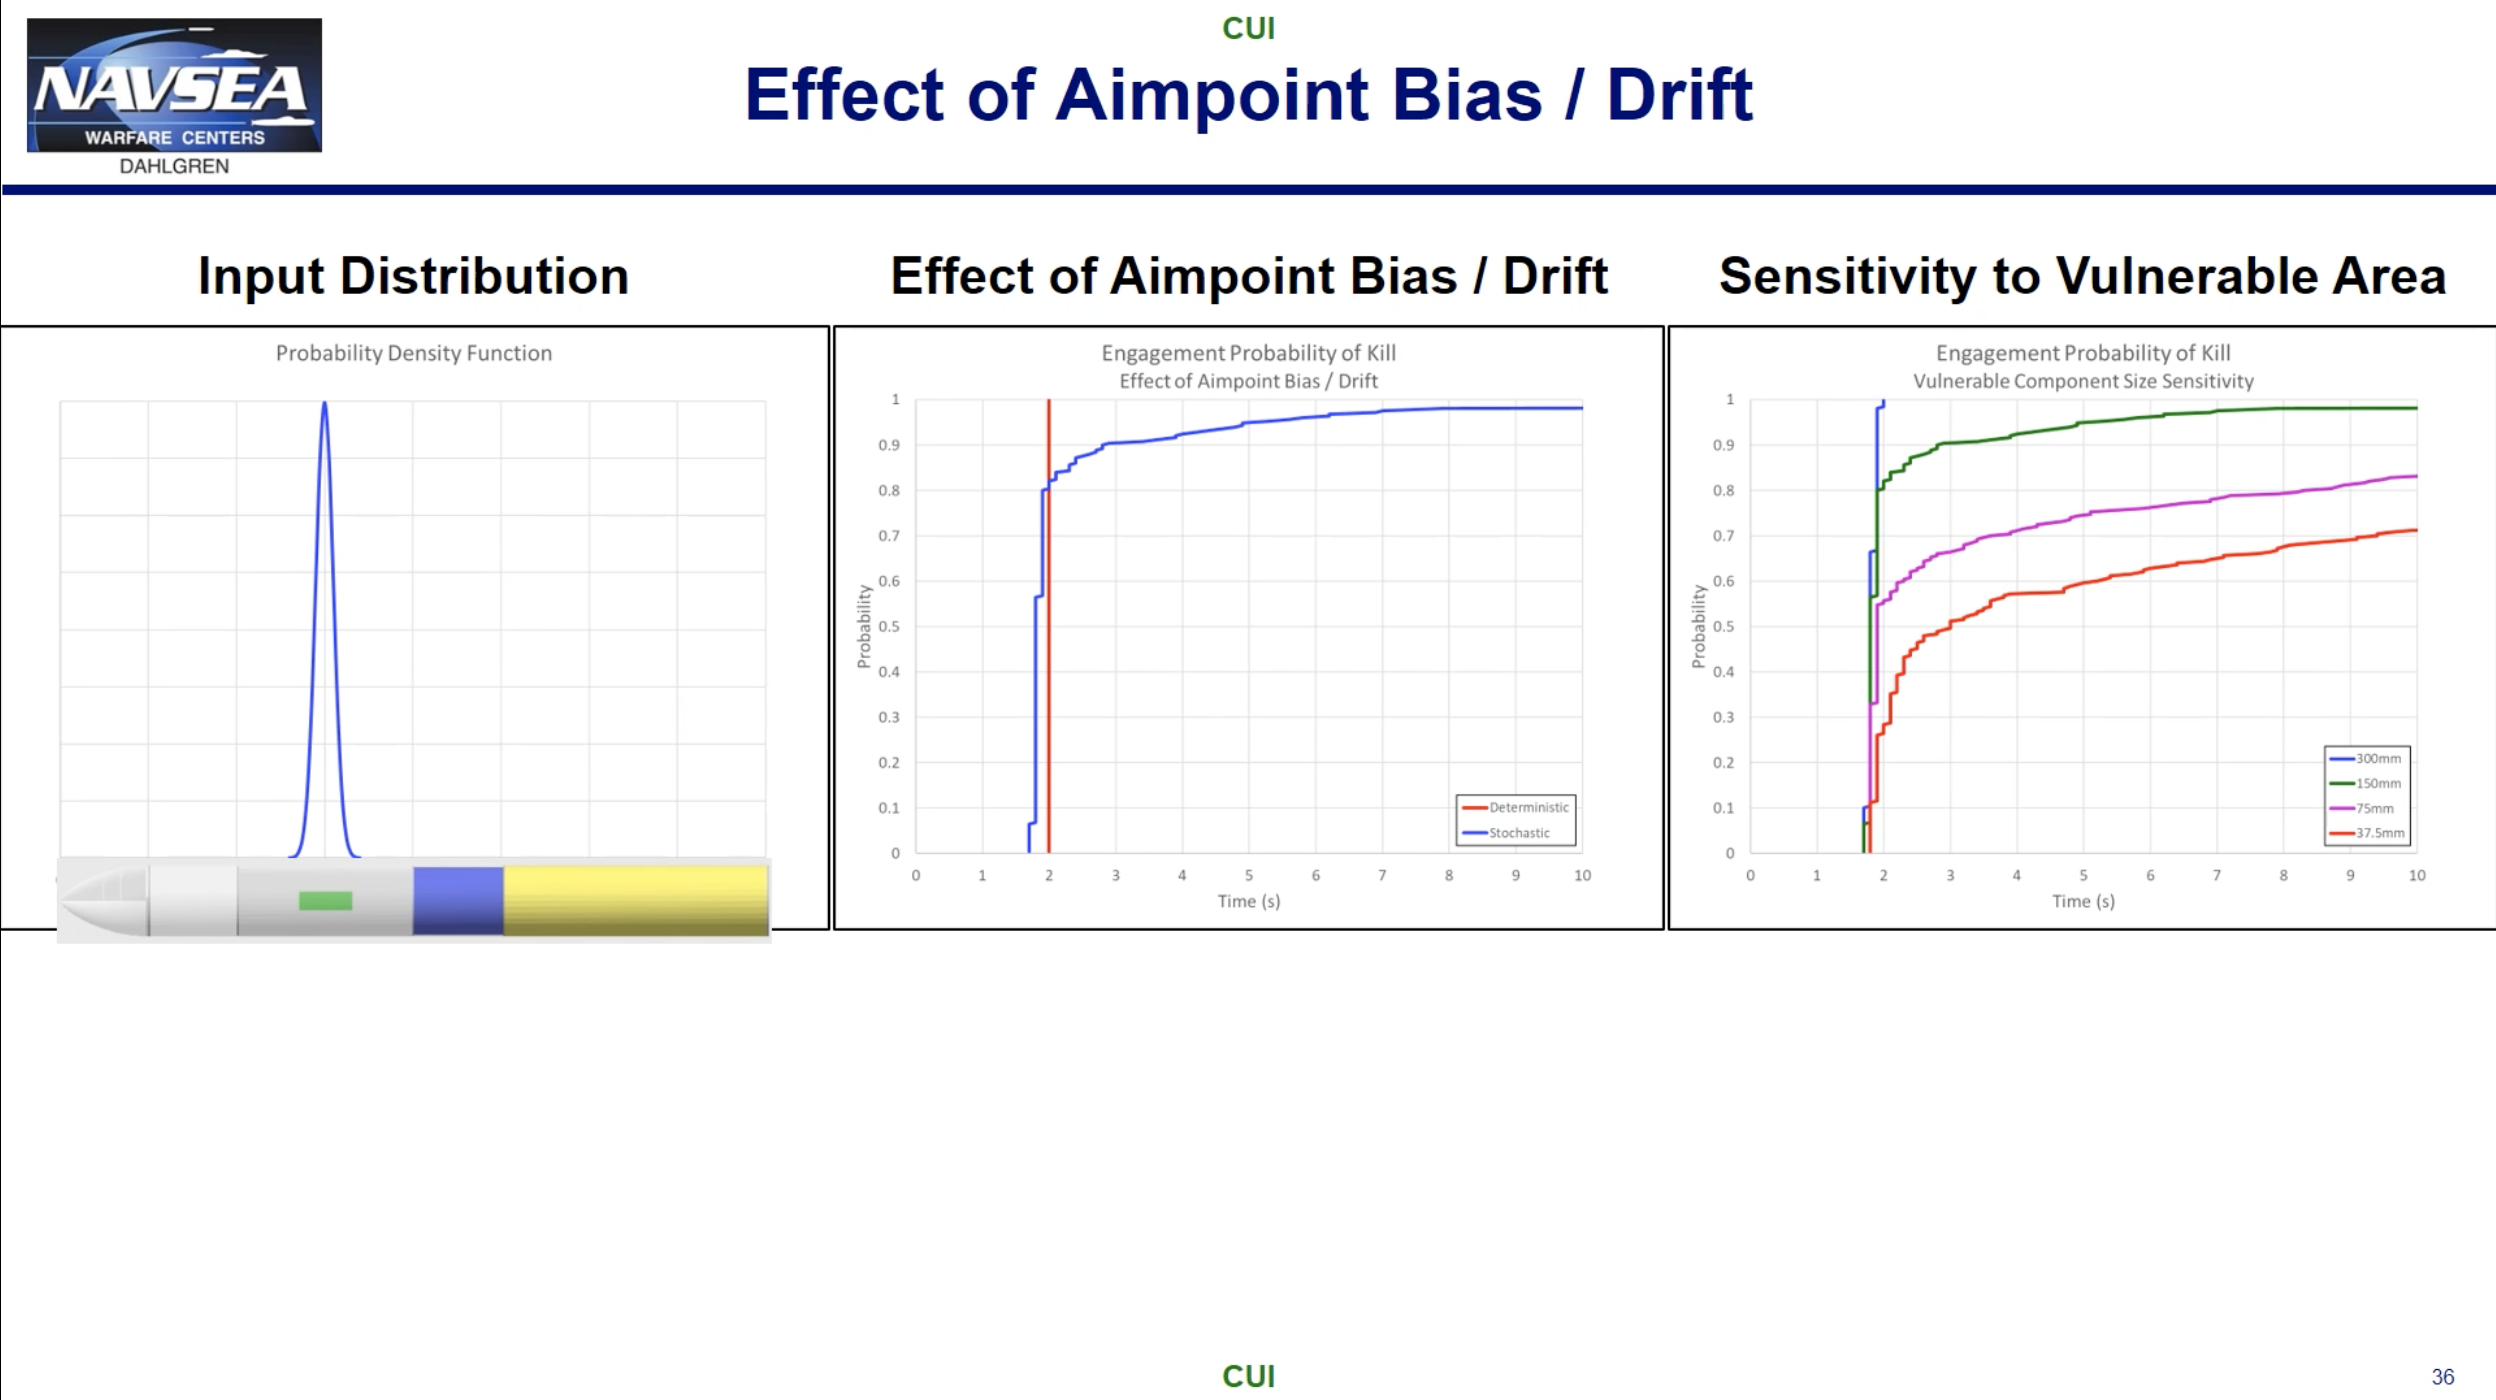 CUI
NAVSEA
WARFARE CENTERS
DAHLGREN
Effect of Aimpoint Bias / Drift
Input Distribution
Probability Density Function
Effect of Aimpoint Bias / Drift
Engagement Probability of Kill
Effect of Aimpoint Bias / Drift
1
0.9
0.8
0.7
0.6
0.5
0.4
0.3
0.2
0.1
0
Probability
0 1 2 3 4 5 6 7 8 9 10
Time (s)
Deterministic
Stochastic
Sensitivity to Vulnerable Area
Engagement Probability of Kill
Vulnerable Component Size Sensitivity
1
0.9
0.8
0.7
0.6
0.5
0.4
0.3
0.2
0.1
0
Probability
0 1 2 3 4 5 6 7 8 9 10
Time (s)
300mm
150mm
75mm
37.5mm
CUI
36